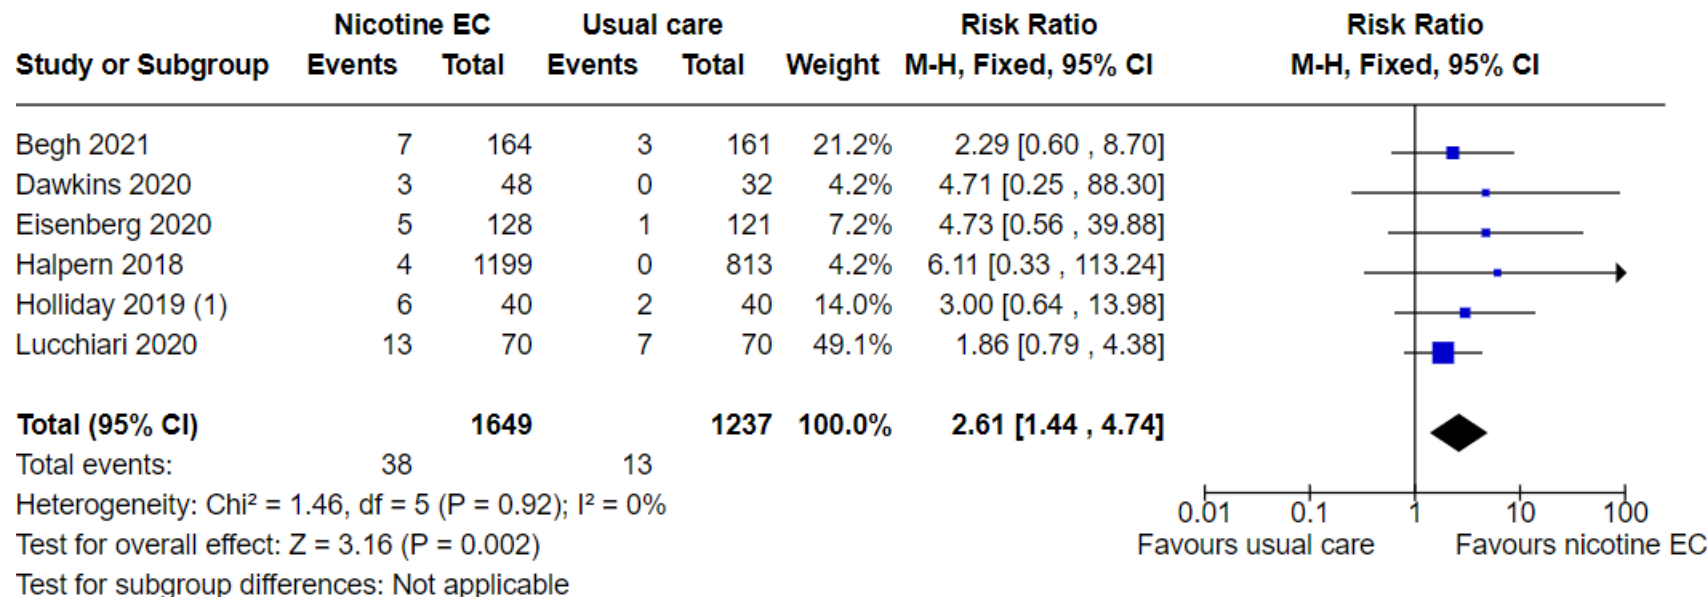 Nicotine EC Usual care Risk Ratio Risk Ratio
Study or Subgroup Events Total Events Total Weight M-H, Fixed, 95% CI M-H, Fixed, 95% CI
Begh 2021 7 164 3 161 21.2% 2.29 [0.60 , 8.70]
Dawkins 2020 3 48 0 32 4.2% 4.71 [0.25 , 88.30]
Eisenberg 2020 5 128 1 121 7.2% 4.73 [0.56 , 39.88]
Halpern 2018 4 1199 0 813 4.2% 6.11 [0.33 , 113.24]
Holliday 2019 (1) 6 40 2 40 14.0% 3.00 [0.64 , 13.98]
Lucchiari 2020 13 70 7 70 49.1% 1.86 [0.79 , 4.38]
Total (95% CI) 1649 1237 100.0% 2.61 [1.44 , 4.74]
Total events: 38 13
Heterogeneity: Chi² = 1.46, df = 5 (P = 0.92); I² = 0%
0.01 0.1 1 10 100
Test for overall effect: Z = 3.16 (P = 0.002)
Favours usual care Favours nicotine EC
Test for subgroup differences: Not applicable